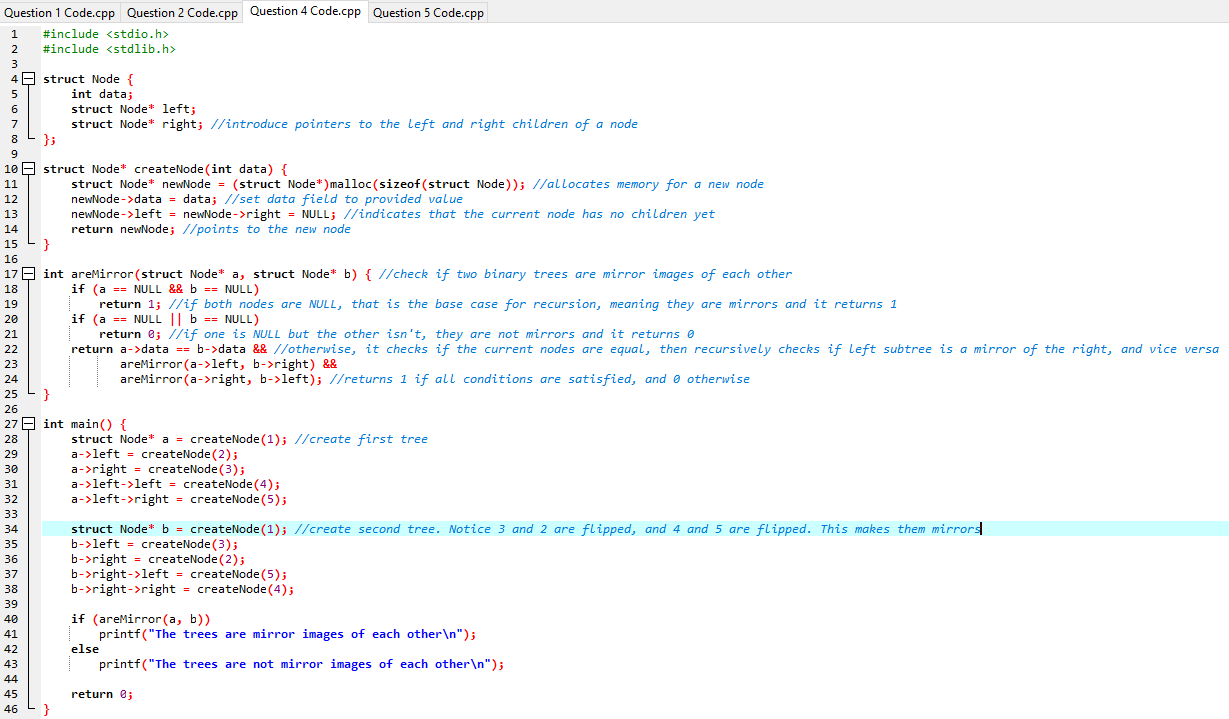 Question 1 Code.cpp Question 2 Code.cpp Question 4 Code.cpp Question 5 Code.cpp
1 #include <stdio.h>
2 #include <stdlib.h>
3
4 struct Node {
5     int data;
6     struct Node* left;
7     struct Node* right; //introduce pointers to the left and right children of a node
8 };
9
10 struct Node* createNode(int data) {
11     struct Node* newNode = (struct Node*)malloc(sizeof(struct Node)); //allocates memory for a new node
12     newNode->data = data; //set data field to provided value
13     newNode->left = newNode->right = NULL; //indicates that the current node has no children yet
14     return newNode; //points to the new node
15 }
16
17 int areMirror(struct Node* a, struct Node* b) { //check if two binary trees are mirror images of each other
18     if (a == NULL && b == NULL)
19         return 1; //if both nodes are NULL, that is the base case for recursion, meaning they are mirrors and it returns 1
20     if (a == NULL || b == NULL)
21         return 0; //if one is NULL but the other isn't, they are not mirrors and it returns 0
22     return a->data == b->data && //otherwise, it checks if the current nodes are equal, then recursively checks if left subtree is a mirror of the right, and vice versa
23            areMirror(a->left, b->right) &&
24            areMirror(a->right, b->left); //returns 1 if all conditions are satisfied, and 0 otherwise
25 }
26
27 int main() {
28     struct Node* a = createNode(1); //create first tree
29     a->left = createNode(2);
30     a->right = createNode(3);
31     a->left->left = createNode(4);
32     a->left->right = createNode(5);
33
34     struct Node* b = createNode(1); //create second tree. Notice 3 and 2 are flipped, and 4 and 5 are flipped. This makes them mirrors
35     b->left = createNode(3);
36     b->right = createNode(2);
37     b->right->left = createNode(5);
38     b->right->right = createNode(4);
39
40     if (areMirror(a, b))
41         printf("The trees are mirror images of each other\n");
42     else
43         printf("The trees are not mirror images of each other\n");
44
45     return 0;
46 }